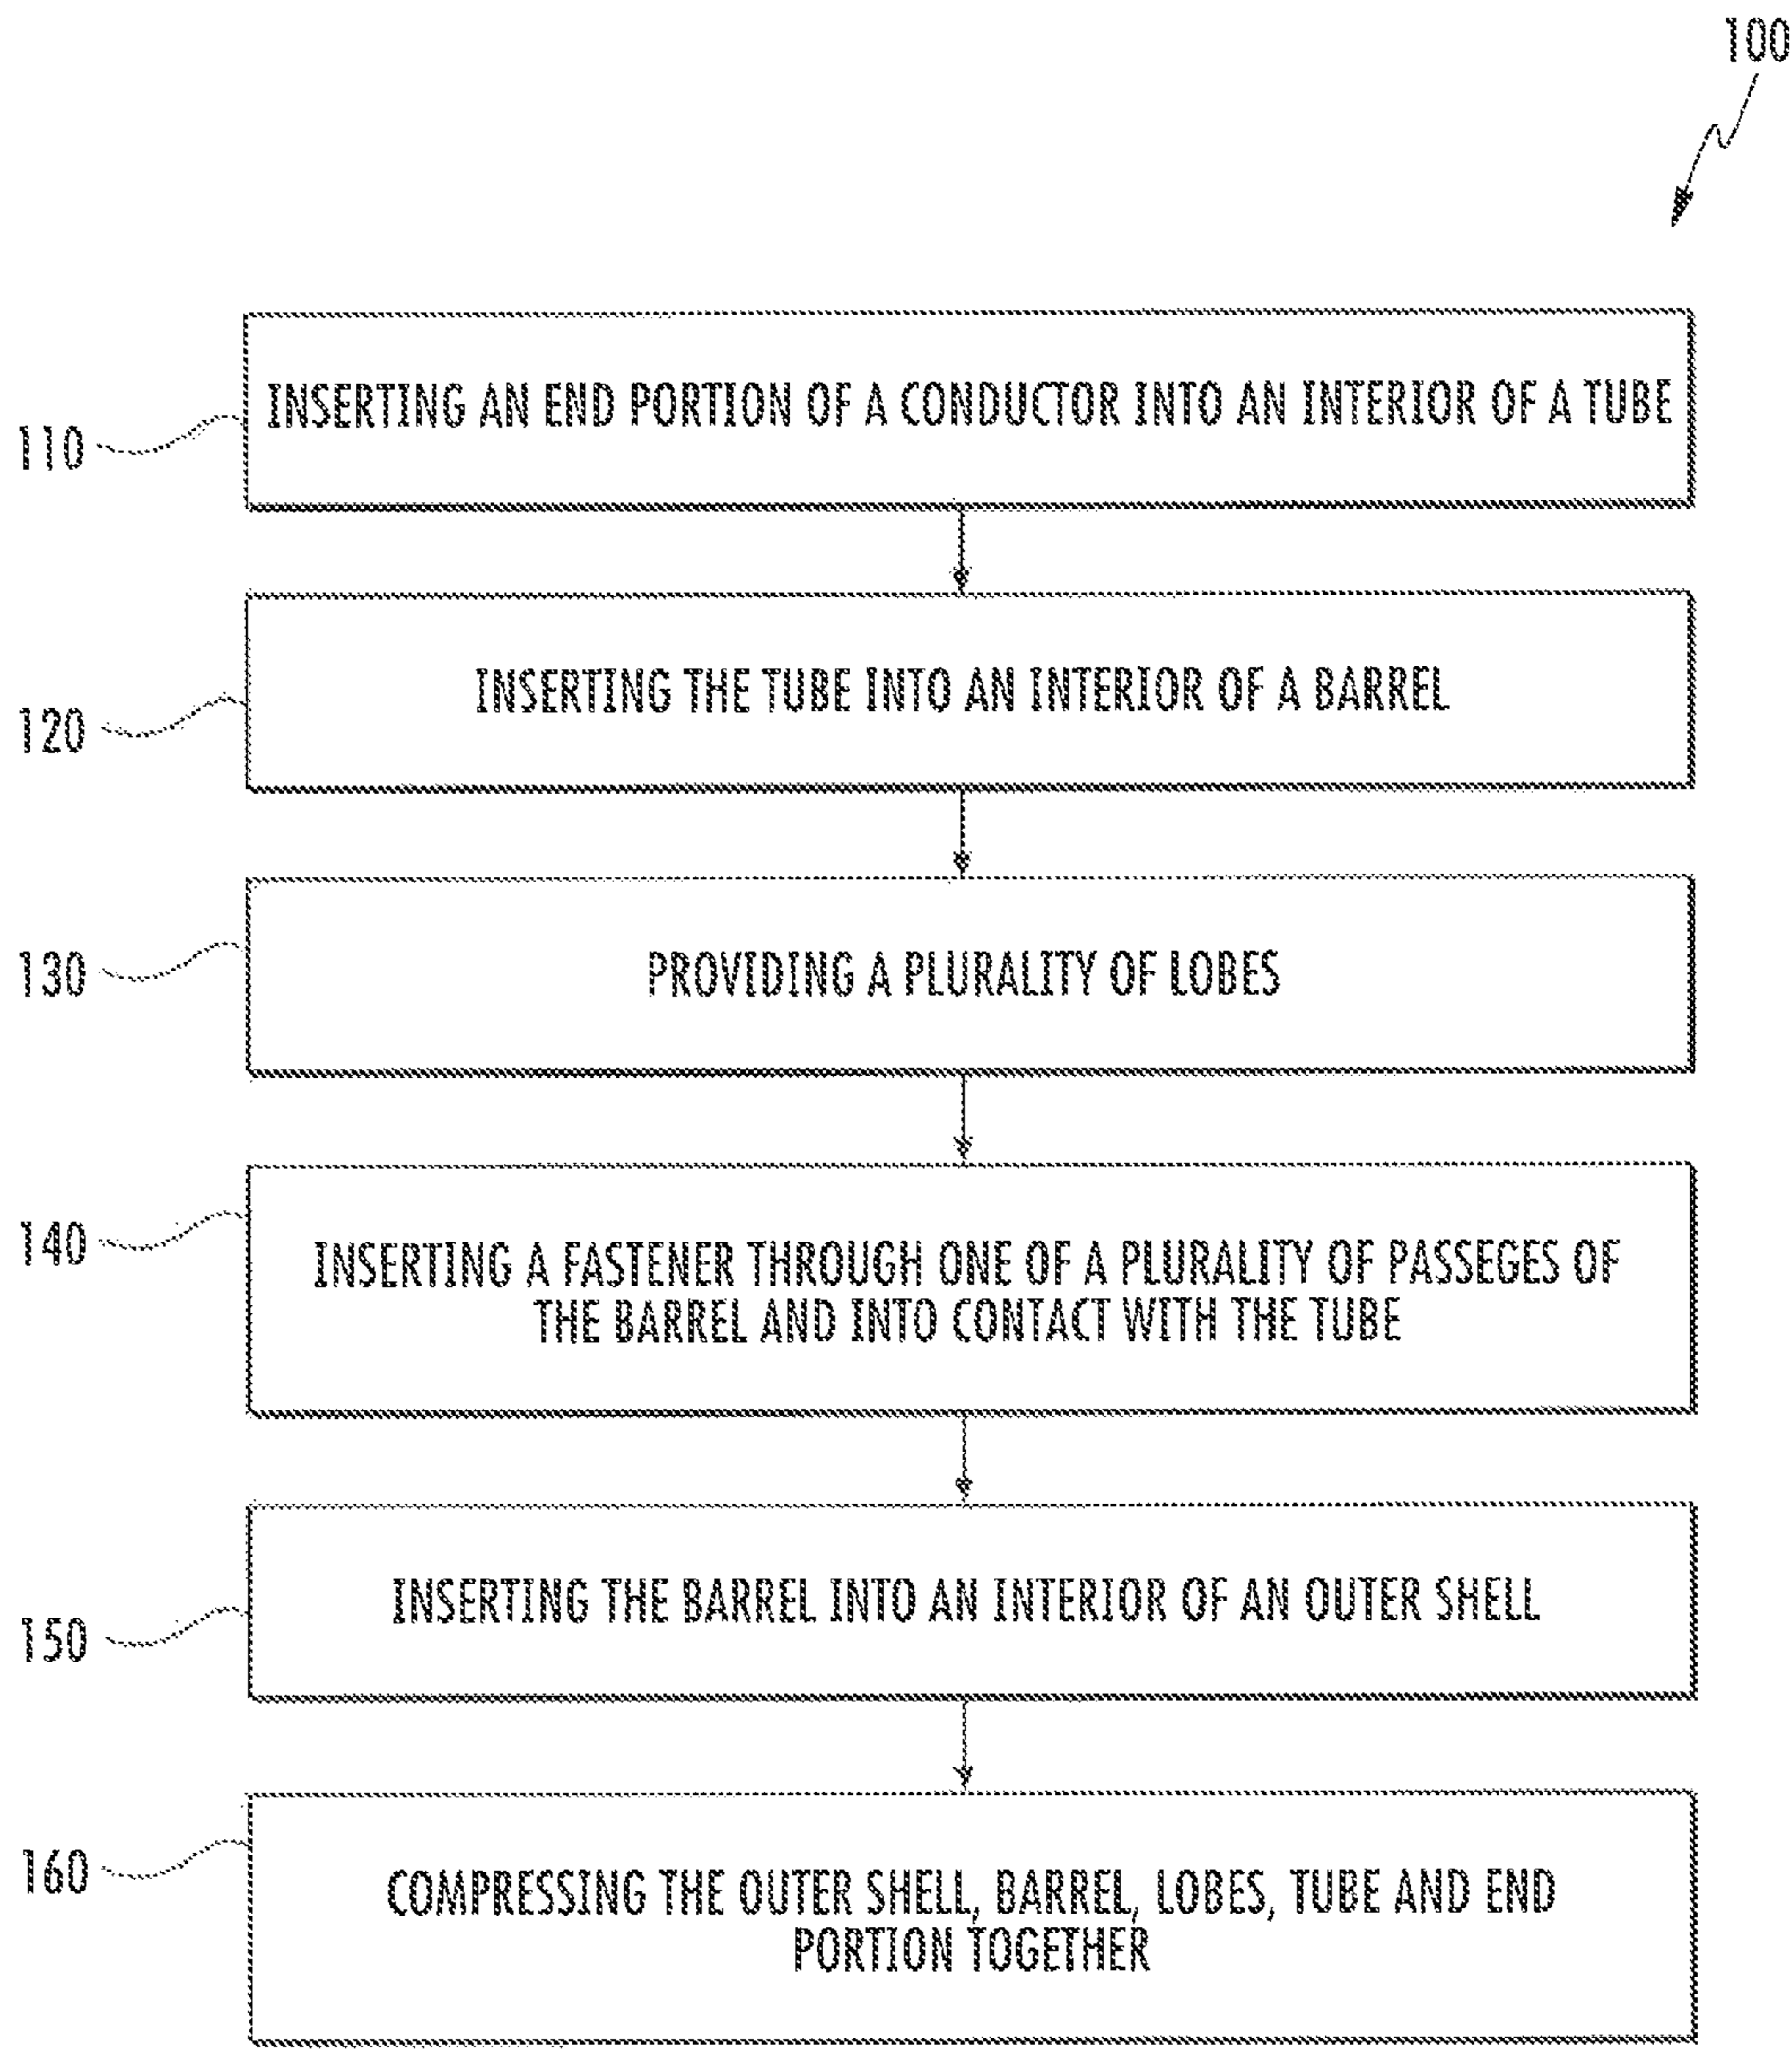 100
110
INSERTING AN END PORTION OF A CONDUCTOR INTO AN INTERIOR OF A TUBE
120
INSERTING THE TUBE INTO AN INTERIOR OF A BARREL
130
PROVIDING A PLURALITY OF LOBES
140
INSERTING A FASTENER THROUGH ONE OF A PLURALITY OF PASSEGES OF
THE BARREL AND INTO CONTACT WITH THE TUBE
150
INSERTING THE BARREL INTO AN INTERIOR OF AN OUTER SHELL
160
COMPRESSING THE OUTER SHELL, BARREL, LOBES, TUBE AND END
PORTION TOGETHER